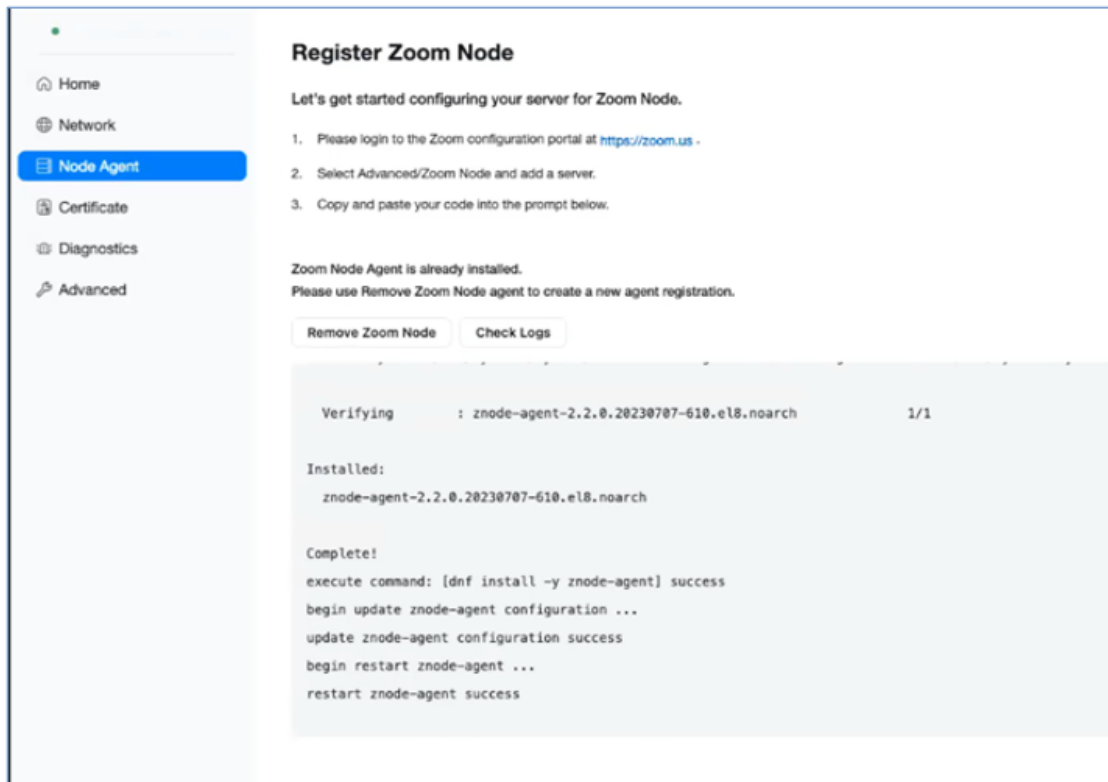 Home
Network
Node Agent
Certificate
Diagnostics
Advanced
Register Zoom Node
Let's get started configuring your server for Zoom Node.
1. Please login to the Zoom configuration portal at https://zoom.us .
2. Select Advanced/Zoom Node and add a server.
3. Copy and paste your code into the prompt below.
Zoom Node Agent is already installed.
Please use Remove Zoom Node agent to create a new agent registration.
Remove Zoom Node Check Logs
Verifying : znode-agent-2.2.0.20230707-610.el8.noarch 1/1
Installed:
znode-agent-2.2.0.20230707-610.el8.noarch
Complete!
execute command: [dnf install -y znode-agent] success
begin update znode-agent configuration ...
update znode-agent configuration success
begin restart znode-agent ...
restart znode-agent success